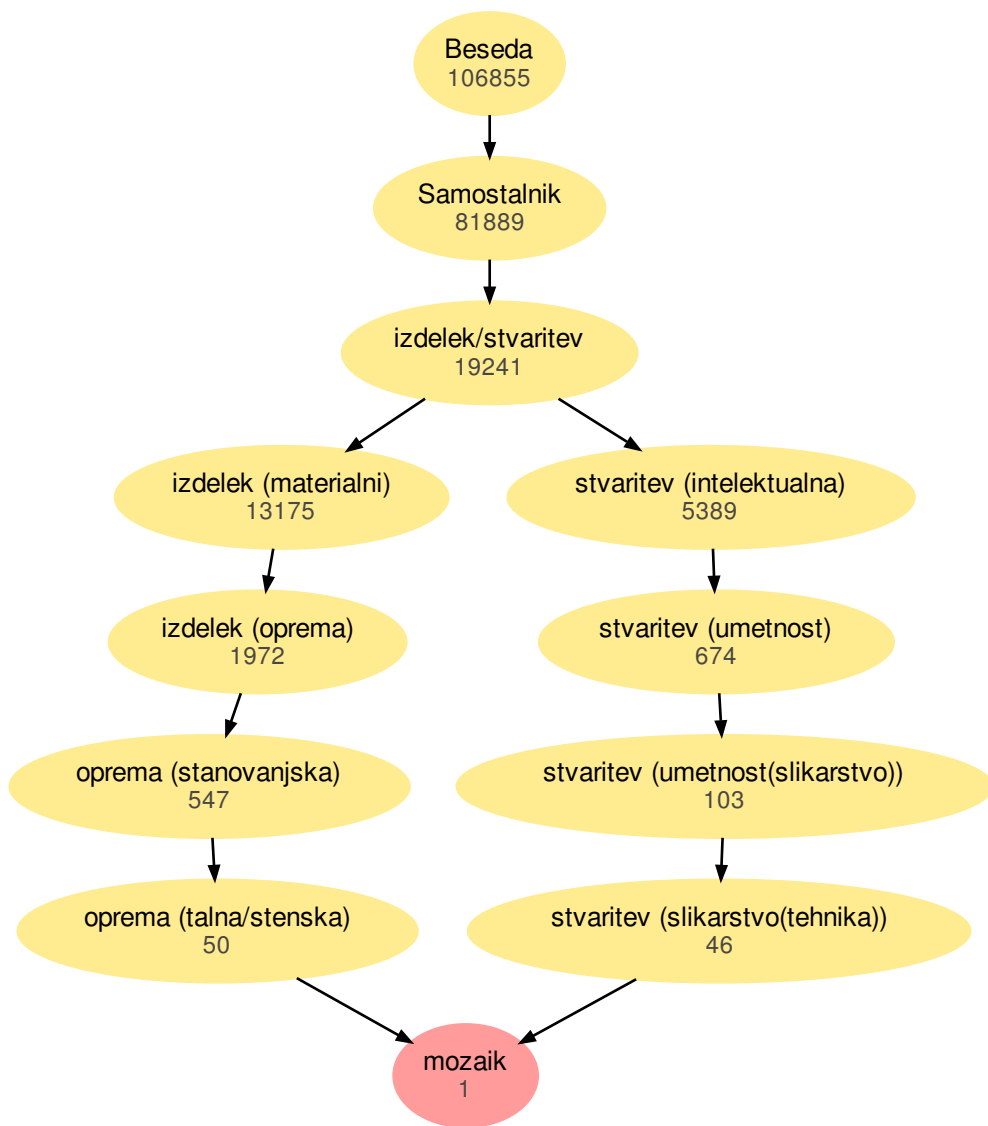 Beseda
106855
Samostalnik
81889
izdelek/stvaritev
19241
izdelek (materialni)
13175
stvaritev (intelektualna)
5389
izdelek (oprema)
1972
stvaritev (umetnost)
674
oprema (stanovanjska)
547
stvaritev (umetnost(slikarstvo))
103
oprema (talna/stenska)
50
stvaritev (slikarstvo(tehnika))
46
mozaik
1